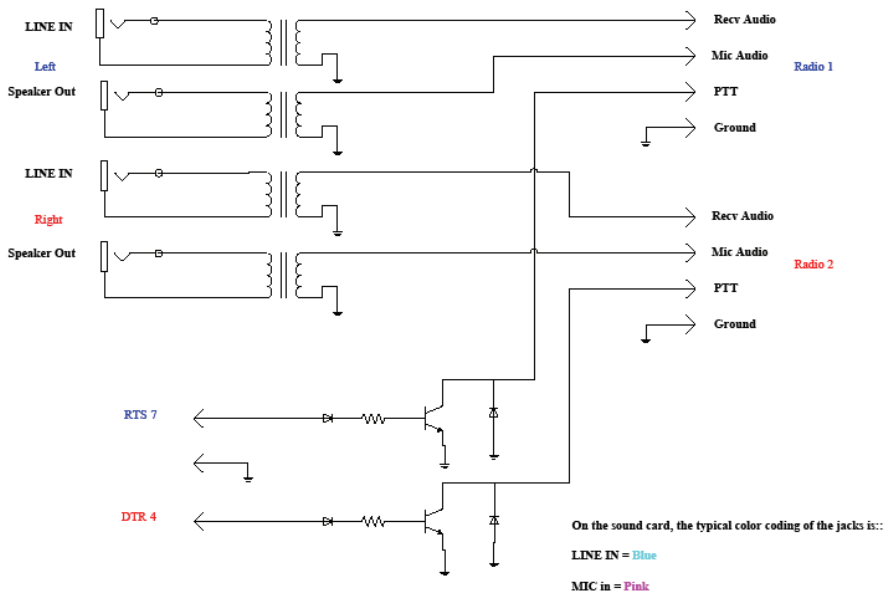 LINE IN
Recv Audio
Mic Audio
Left
Radio 1
Speaker Out
PTT
Ground
LINE IN
Right
Recv Audio
Speaker Out
Mic Audio
Radio 2
PTT
Ground
RTS 7
DTR 4
On the sound card, the typical color coding of the jacks is::
LINE IN = Blue
MIC in = Pink